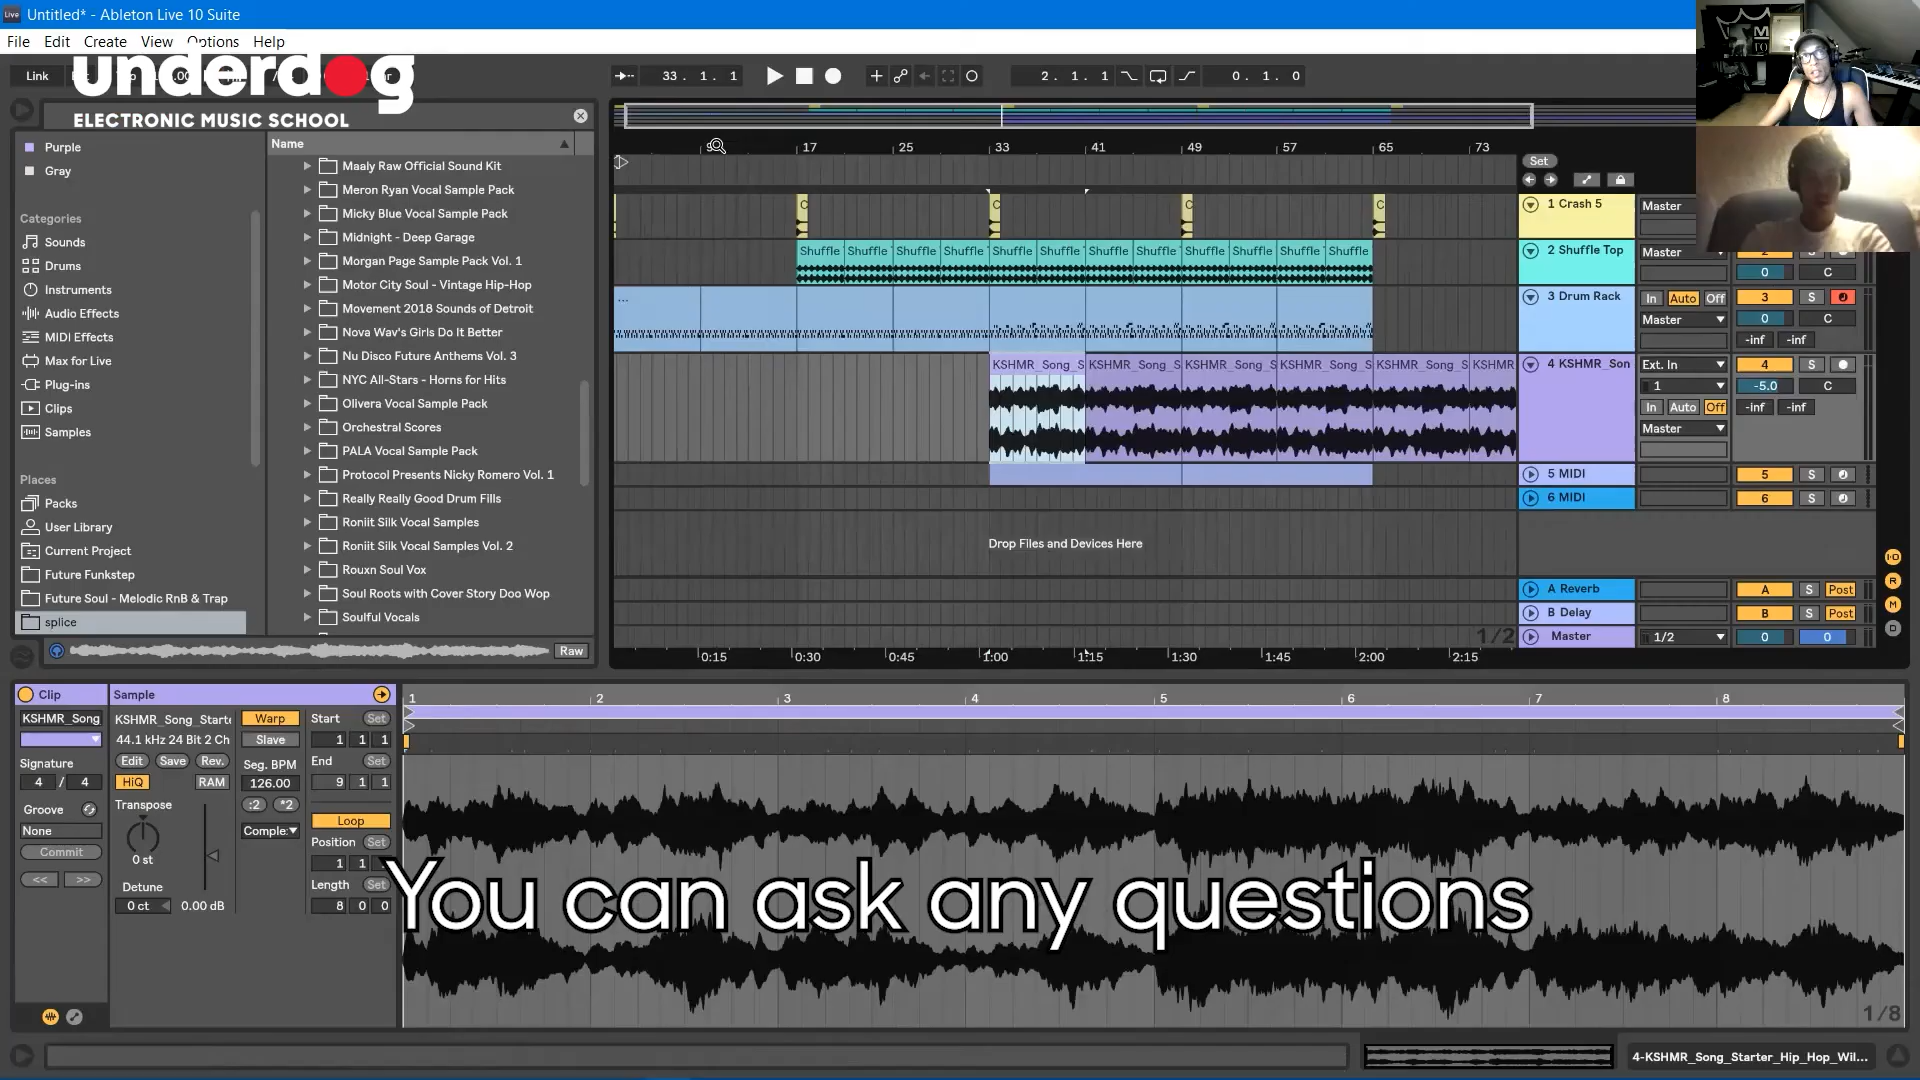 Untitled* - Ableton Live 10 Suite
File Edit Create View Options Help
underdog
ELECTRONIC MUSIC SCHOOL
Link
33 . 1 . 1
2 . 1 . 1
0 . 1 . 0
Purple
Gray
Categories
Sounds
Drums
Instruments
Audio Effects
MIDI Effects
Max for Live
Plug-ins
Clips
Samples
Places
Packs
User Library
Current Project
Future Funkstep
Future Soul - Melodic RnB & Trap
splice
Name
Maaly Raw Official Sound Kit
Meron Ryan Vocal Sample Pack
Micky Blue Vocal Sample Pack
Midnight - Deep Garage
Morgan Page Sample Pack Vol. 1
Motor City Soul - Vintage Hip-Hop
Movement 2018 Sounds of Detroit
Nova Wav's Girls Do It Better
Nu Disco Future Anthems Vol. 3
NYC All-Stars - Horns for Hits
Olivera Vocal Sample Pack
Orchestral Scores
PALA Vocal Sample Pack
Protocol Presents Nicky Romero Vol. 1
Really Really Good Drum Fills
Roniit Silk Vocal Samples
Roniit Silk Vocal Samples Vol. 2
Rouxn Soul Vox
Soul Roots with Cover Story Doo Wop
Soulful Vocals
Raw
17 25 33 41 49 57 65 73
Set
C C C C
1 Crash 5 Master
Shuffle Shuffle Shuffle Shuffle Shuffle Shuffle Shuffle Shuffle Shuffle Shuffle Shuffle Shuffle
2 Shuffle Top Master
0 C
...
3 Drum Rack In Auto Off 3 S
Master 0 C
-inf -inf
KSHMR_Song_S KSHMR_Song_S KSHMR_Song_S KSHMR_Song_S KSHMR_Song_S KSHMR
4 KSHMR_Son Ext. In 4 S
1 -5.0 C
In Auto Off -inf -inf
Master
5 MIDI 5 S
6 MIDI 6 S
Drop Files and Devices Here
A Reverb A S Post
B Delay B S Post
1/2 Master 1/2 0 0
0:15 0:30 0:45 1:00 1:15 1:30 1:45 2:00 2:15
I·O
R
M
D
Clip
KSHMR_Song
Signature
4 / 4
Groove
None
Commit
<< >>
Sample
KSHMR_Song_Starte
44.1 kHz 24 Bit 2 Ch
Edit Save Rev.
HiQ RAM
Transpose
0 st
Detune
0 ct 0.00 dB
Warp
Slave
Seg. BPM
126.00
:2 *2
Comple:
Start Set
1 1 1
End Set
9 1 1
Loop
Position Set
1 1
Length Set
8 0 0
1 2 3 4 5 6 7 8
You can ask any questions
1/8
4-KSHMR_Song_Starter_Hip_Hop_Wil...